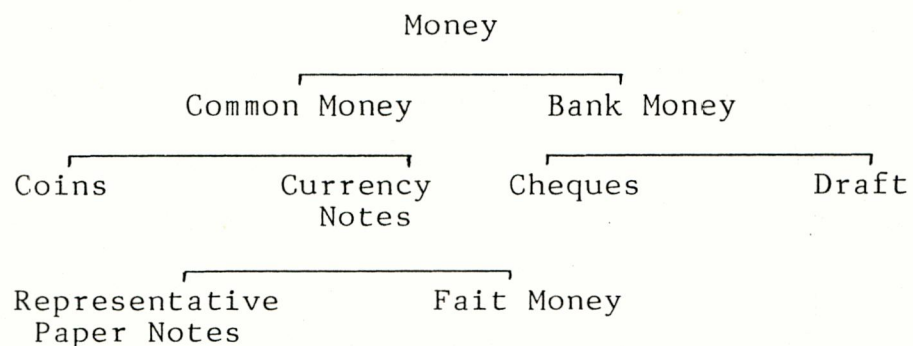 Money
Common Money Bank Money
Coins Currency Notes Cheques Draft
Representative Paper Notes Fait Money